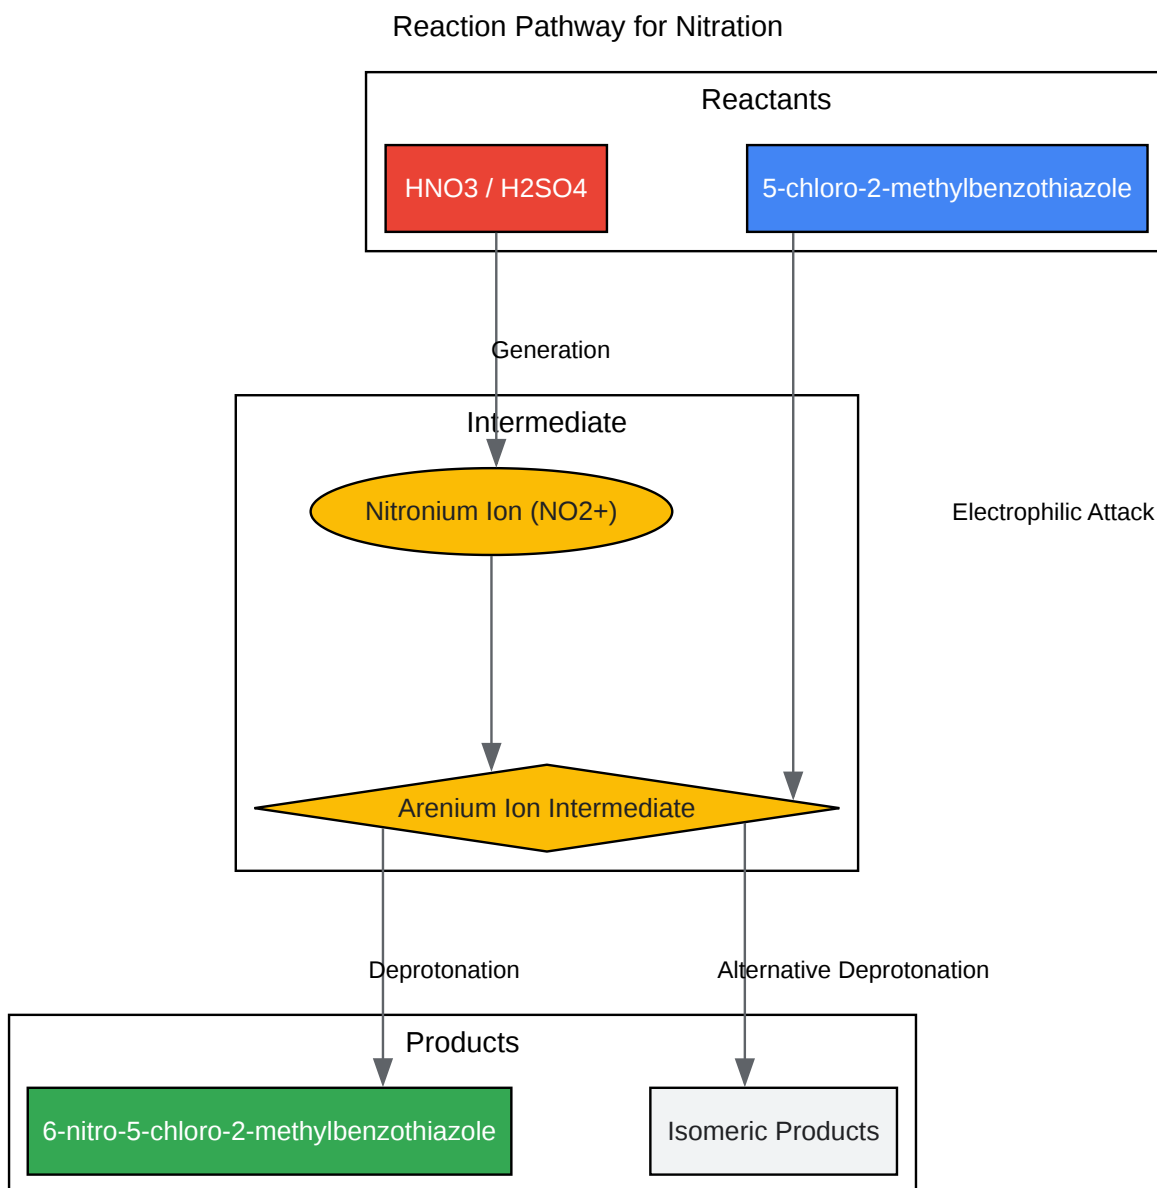 Reaction Pathway for Nitration
Reactants
HNO3 / H2SO4
5-chloro-2-methylbenzothiazole
Generation
Intermediate
Nitronium Ion (NO2+)
Electrophilic Attack
Arenium Ion Intermediate
Deprotonation
Alternative Deprotonation
Products
6-nitro-5-chloro-2-methylbenzothiazole
Isomeric Products